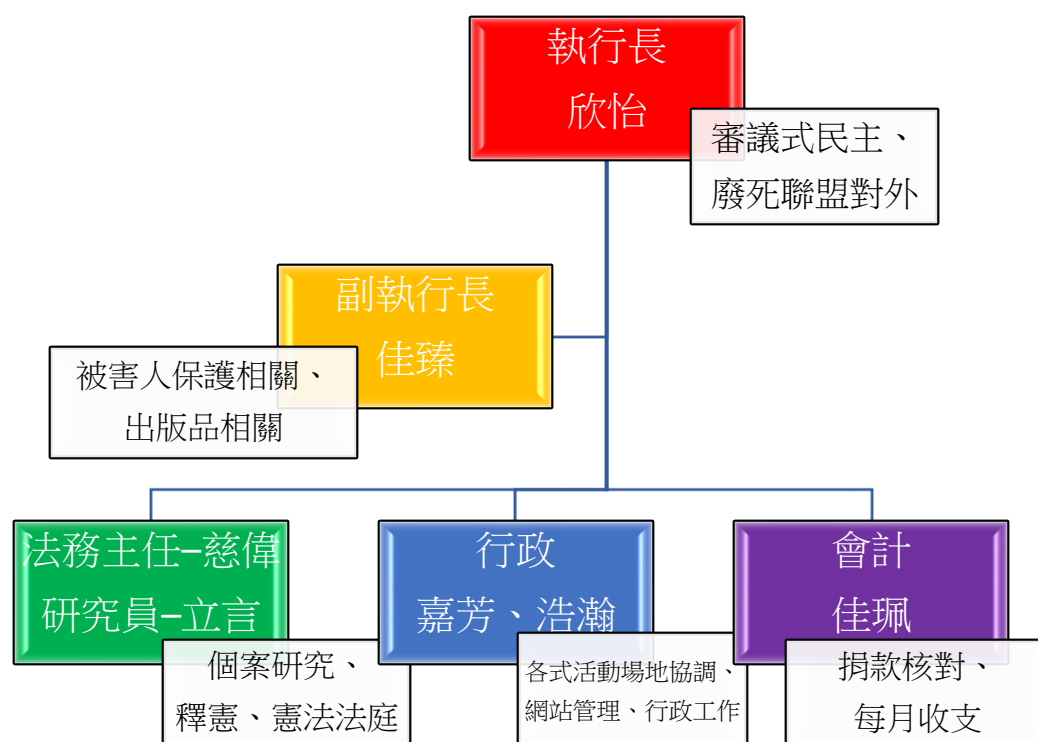 執行長
欣怡
審議式民主、
廢死聯盟對外
副執行長
佳臻
被害人保護相關、
出版品相關
法務主任–慈偉
研究員–立言
個案研究、
釋憲、憲法法庭
行政
嘉芳、浩瀚
各式活動場地協調、
網站管理、行政工作
會計
佳珮
捐款核對、
每月收支